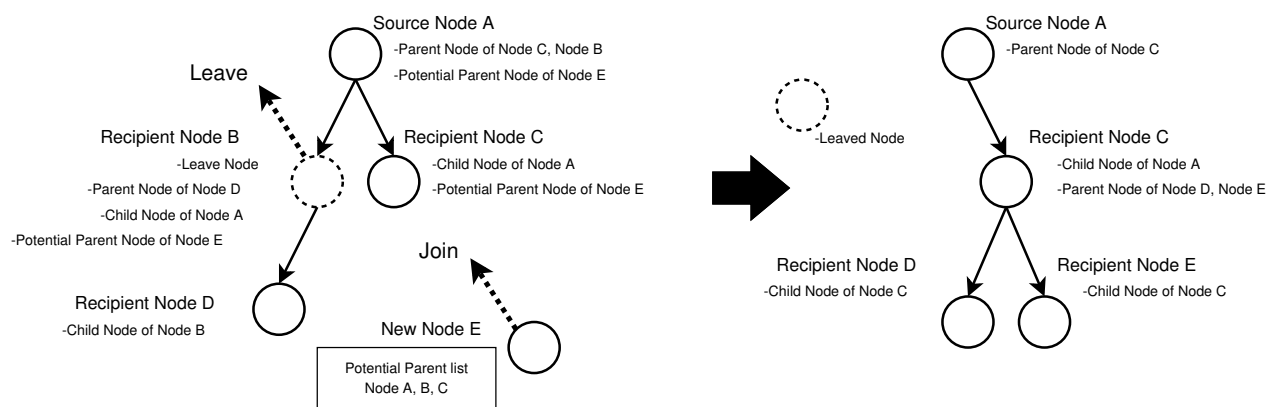 Source Node A
-Parent Node of Node C, Node B
-Potential Parent Node of Node E
Leave
Recipient Node B
-Leave Node
-Parent Node of Node D
-Child Node of Node A
-Potential Parent Node of Node E
Recipient Node C
-Child Node of Node A
-Potential Parent Node of Node E
Join
Recipient Node D
-Child Node of Node B
New Node E
Potential Parent list
Node A, B, C
Source Node A
-Parent Node of Node C
-Leaved Node
Recipient Node C
-Child Node of Node A
-Parent Node of Node D, Node E
Recipient Node D
-Child Node of Node C
Recipient Node E
-Child Node of Node C